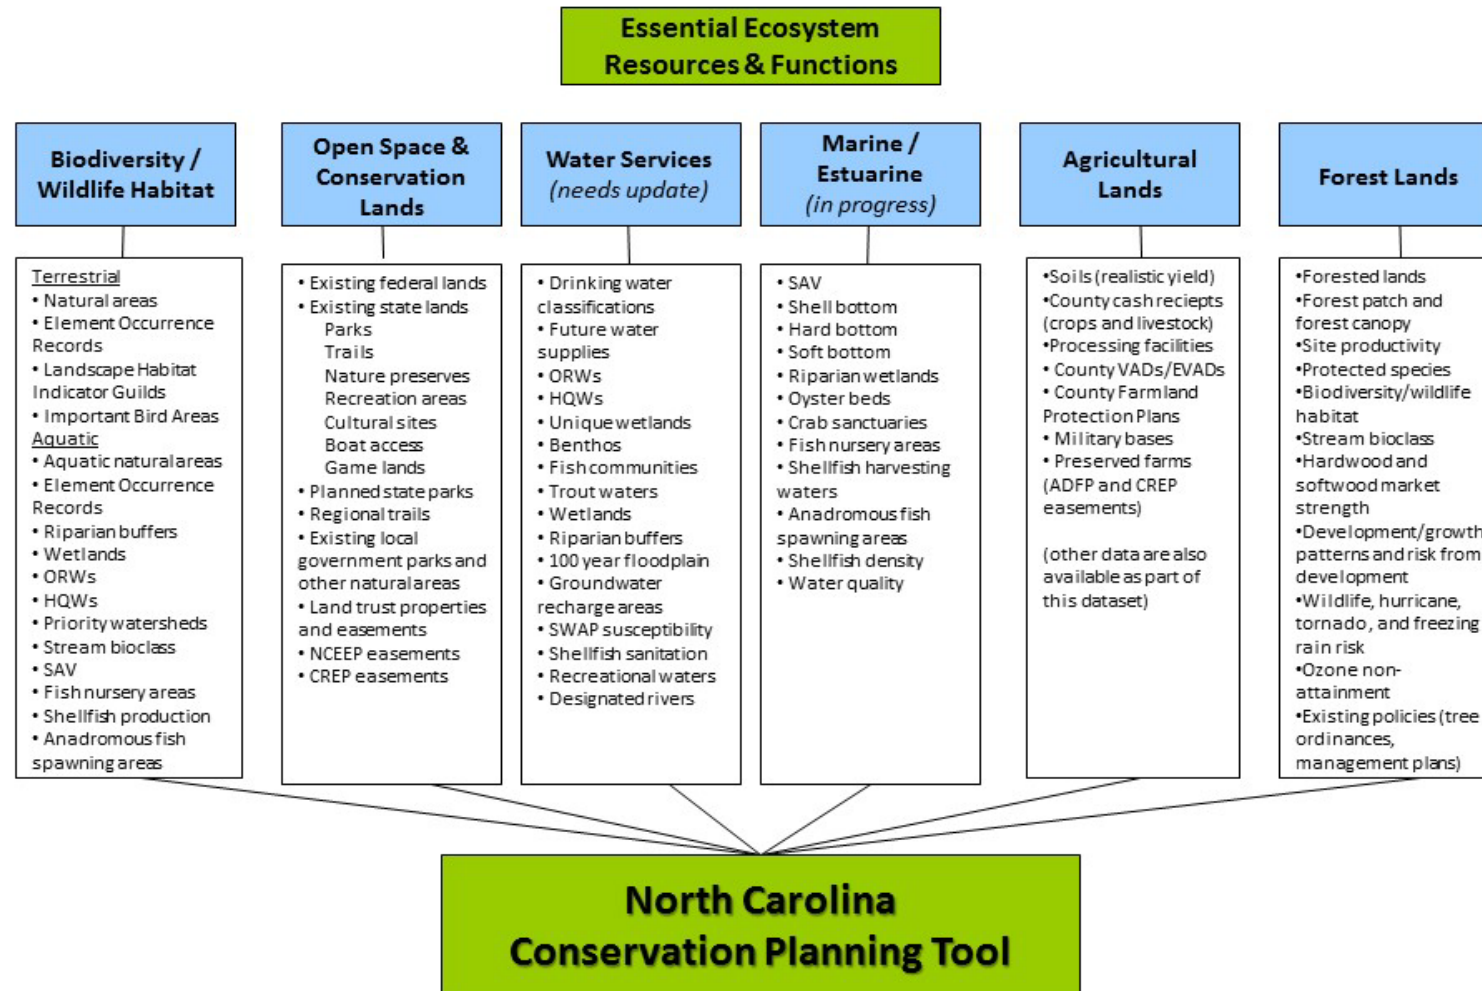 Essential Ecosystem
Resources & Functions
Biodiversity /
Wildlife Habitat
Terrestrial
• Natural areas
• Element Occurrence
Records
• Landscape Habitat
Indicator Guilds
• Important Bird Areas
Aquatic
• Aquatic natural areas
• Element Occurrence
Records
• Riparian buffers
• Wetlands
• ORWs
• HQWs
• Priority watersheds
• Stream bioclass
• SAV
• Fish nursery areas
• Shellfish production
• Anadromous fish
spawning areas
Open Space &
Conservation
Lands
• Existing federal lands
• Existing state lands
Parks
Trails
Nature preserves
Recreation areas
Cultural sites
Boat access
Game lands
• Planned state parks
• Regional trails
• Existing local
government parks and
other natural areas
• Land trust properties
and easements
• NCEEP easements
• CREP easements
Water Services
(needs update)
• Drinking water
classifications
• Future water
supplies
• ORWs
• HQWs
• Unique wetlands
• Benthos
• Fish communities
• Trout waters
• Wetlands
• Riparian buffers
• 100 year floodplain
• Groundwater
recharge areas
• SWAP susceptibility
• Shellfish sanitation
• Recreational waters
• Designated rivers
Marine /
Estuarine
(in progress)
• SAV
• Shell bottom
• Hard bottom
• Soft bottom
• Riparian wetlands
• Oyster beds
• Crab sanctuaries
• Fish nursery areas
• Shellfish harvesting
waters
• Anadromous fish
spawning areas
• Shellfish density
• Water quality
Agricultural
Lands
•Soils (realistic yield)
•County cash reciepts
(crops and livestock)
•Processing facilities
• County VADs/EVADs
• County Farmland
Protection Plans
• Military bases
• Preserved farms
(ADFP and CREP
easements)
(other data are also
available as part of
this dataset)
Forest Lands
•Forested lands
•Forest patch and
forest canopy
•Site productivity
•Protected species
•Biodiversity/wildlife
habitat
•Stream bioclass
•Hardwood and
softwood market
strength
•Development/growth
patterns and risk from
development
•Wildlife, hurricane,
tornado, and freezing
rain risk
•Ozone non-
attainment
•Existing policies (tree
ordinances,
management plans)
North Carolina
Conservation Planning Tool